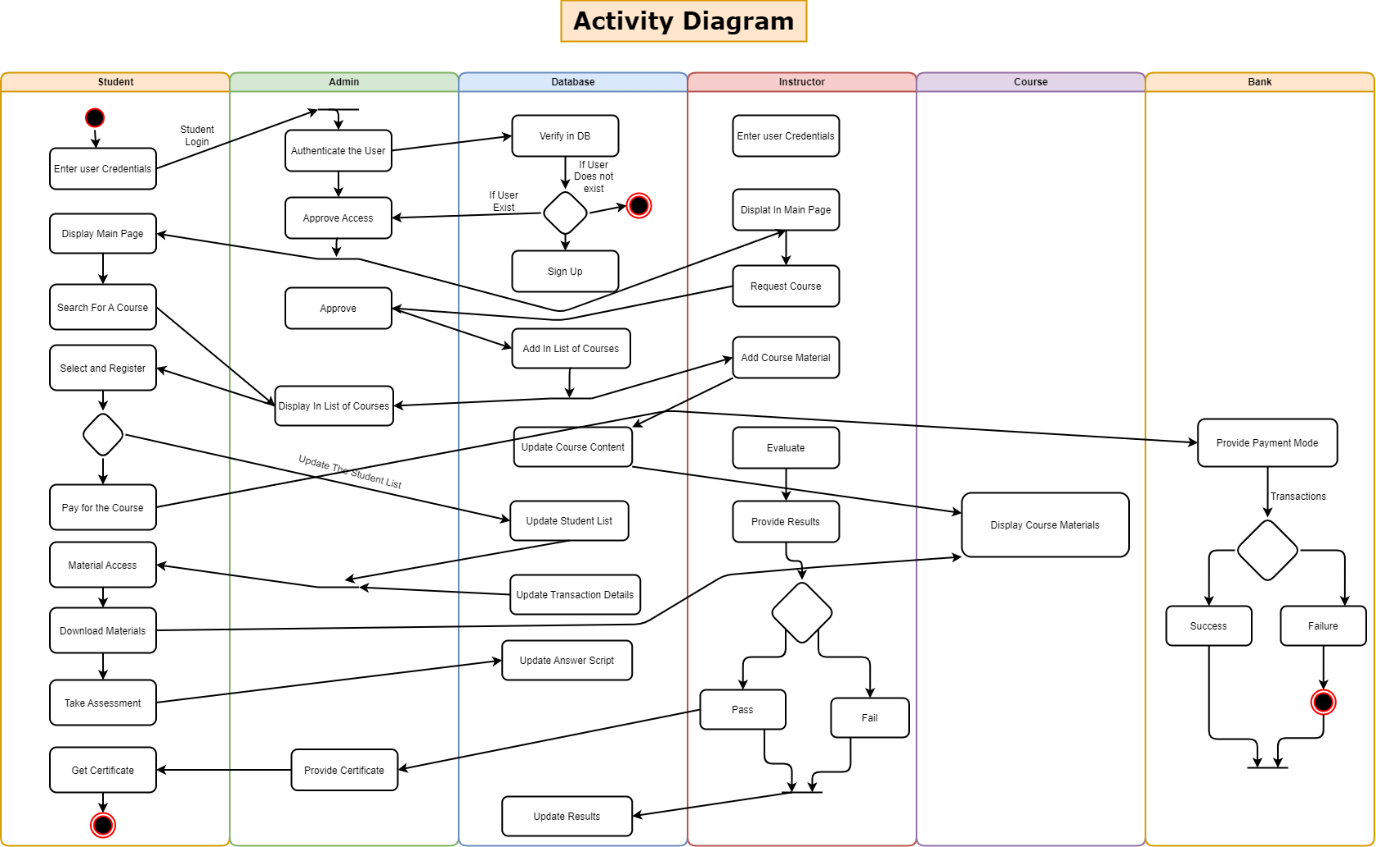 Activity Diagram
Student
Admin
Database
Instructor
Course
Bank
Student
Login
Enter user Credentials
Authenticate the User
Verify in DB
Enter user Credentials
If User
Does not
exist
If User
Exist
Display Main Page
Approve Access
Sign Up
Displat In Main Page
Search For A Course
Approve
Request Course
Add In List of Courses
Select and Register
Display In List of Courses
Add Course Material
Update Course Content
Evaluate
Provide Payment Mode
Update The Student List
Transactions
Pay for the Course
Update Student List
Provide Results
Display Course Materials
Material Access
Update Transaction Details
Download Materials
Success
Failure
Update Answer Script
Take Assessment
Pass
Fail
Get Certificate
Provide Certificate
Update Results